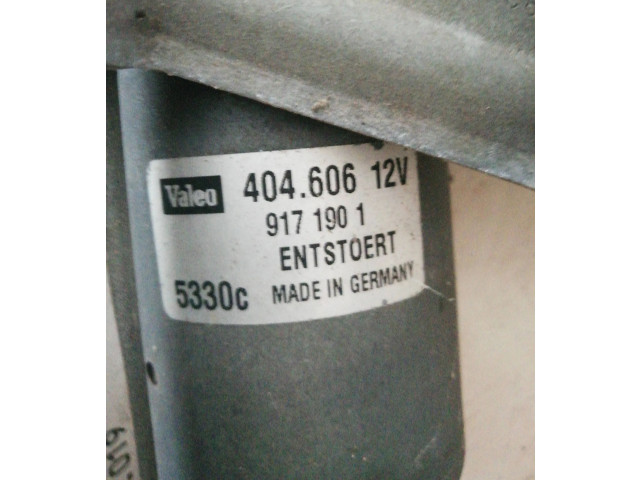 Valeo 404.606 12V
917 190 1
ENTSTOERT
5330c MADE IN GERMANY